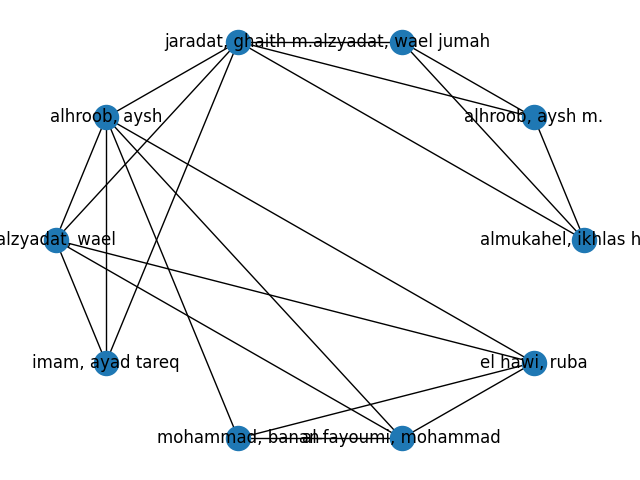 jaradat, ghaith m.
alzyadat, wael jumah
alhroob, aysh
alhroob, aysh m.
alzyadat, wael
almukahel, ikhlas h
imam, ayad tareq
el hawi, ruba
mohammad, banan
al fayoumi, mohammad